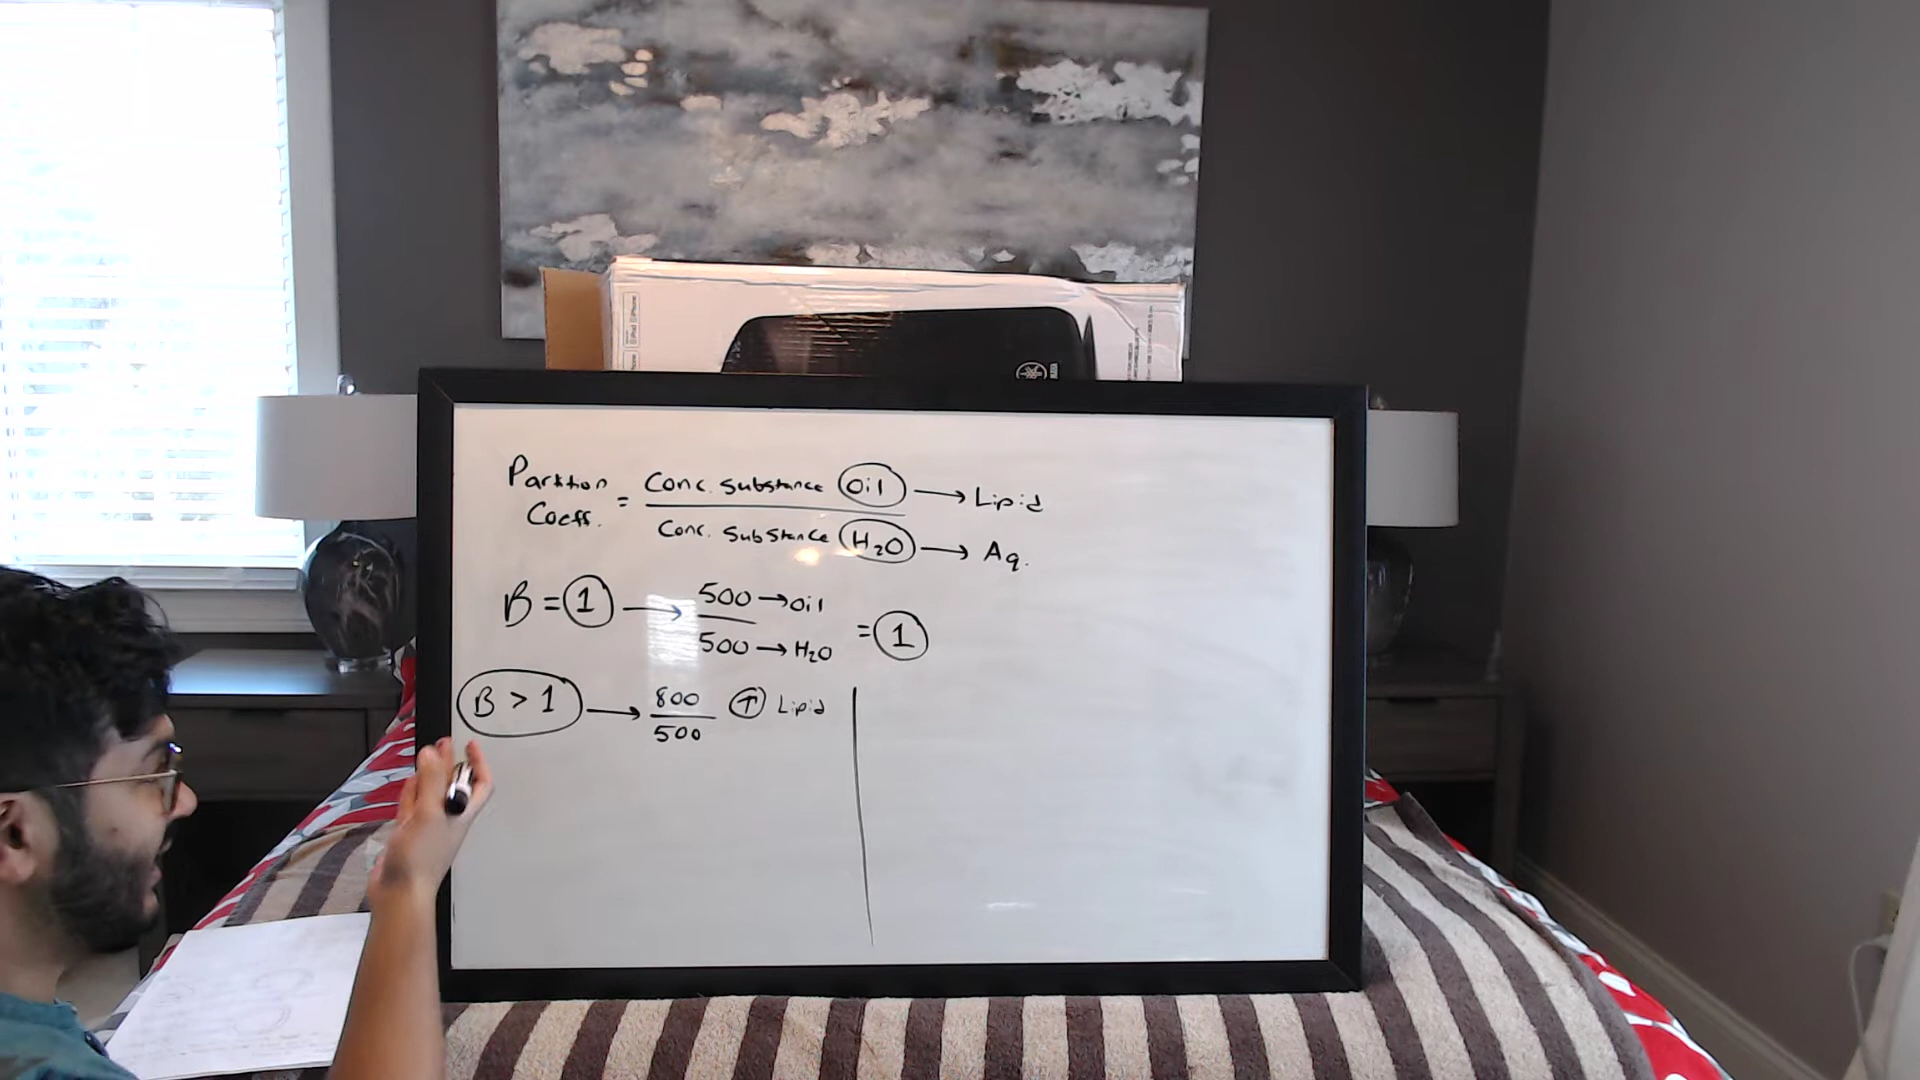 Partition
Coeff.
= Conc. Substance Oil → Lipid
Conc. Substance H₂O → Aq.
B = 1 → 500 → Oil
500 → H₂O
= 1
B > 1 → 800 ↑ Lipid
500